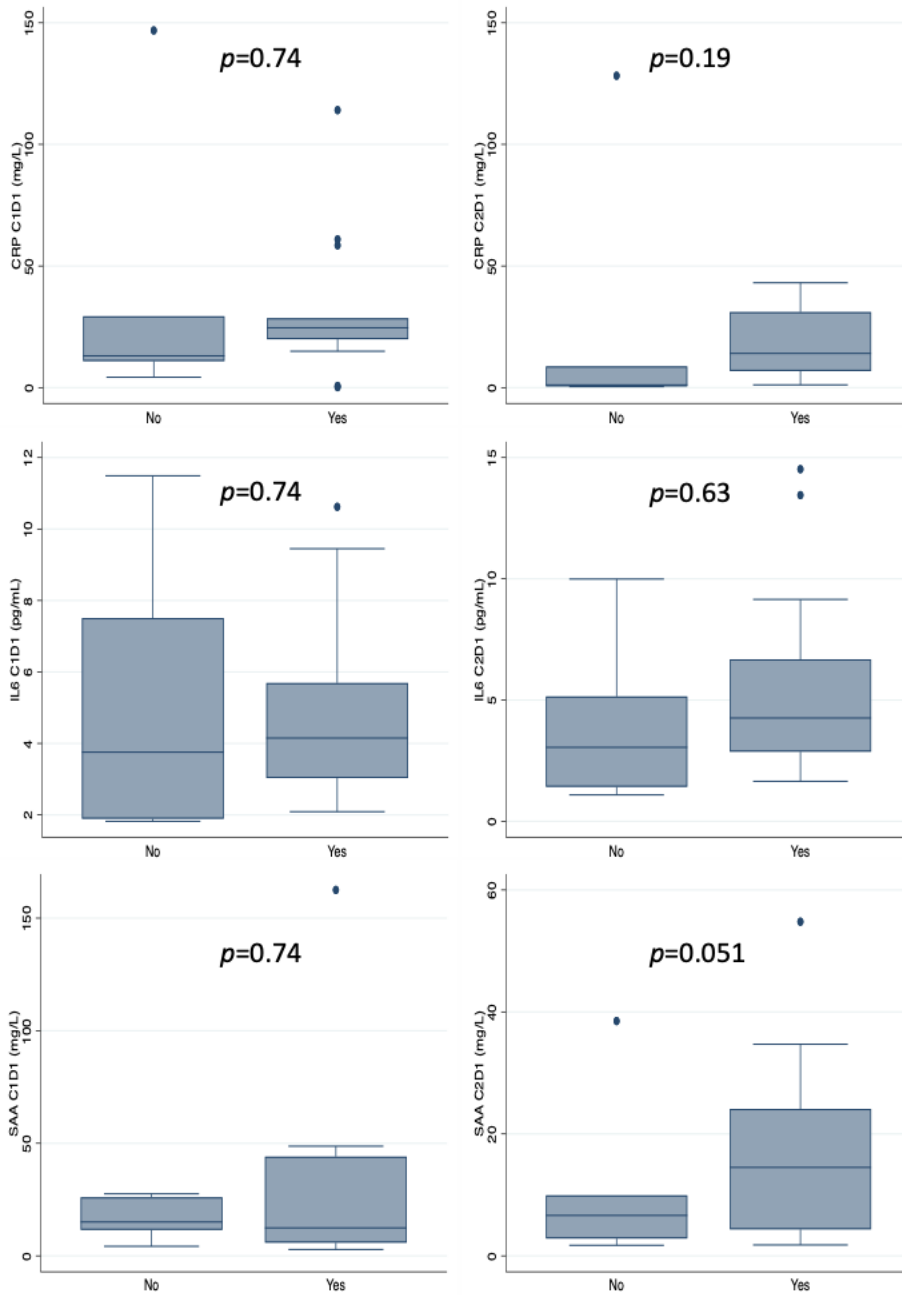 CRP C1D1 (mg/L)
150
100
50
0
p=0.74
No
Yes
CRP C2D1 (mg/L)
150
100
50
0
p=0.19
No
Yes
IL6 C1D1 (pg/mL)
12
10
8
6
4
2
p=0.74
No
Yes
IL6 C2D1 (pg/mL)
15
10
5
0
p=0.63
No
Yes
SAA C1D1 (mg/L)
150
100
50
0
p=0.74
No
Yes
SAA C2D1 (mg/L)
60
40
20
0
p=0.051
No
Yes